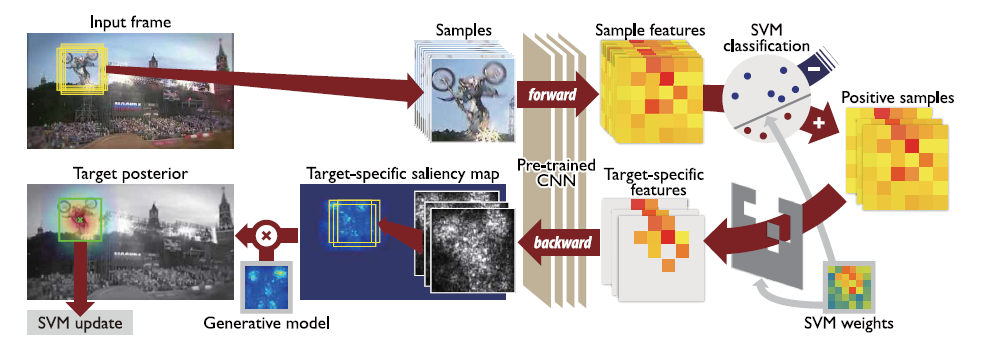 Input frame
Samples
Sample features
SVM
classification
-
forward
+
Positive samples
МОСКВА
Target posterior
Target-specific saliency map
Pre-trained
CNN
Target-specific
features
backward
×
SVM update
Generative model
SVM weights